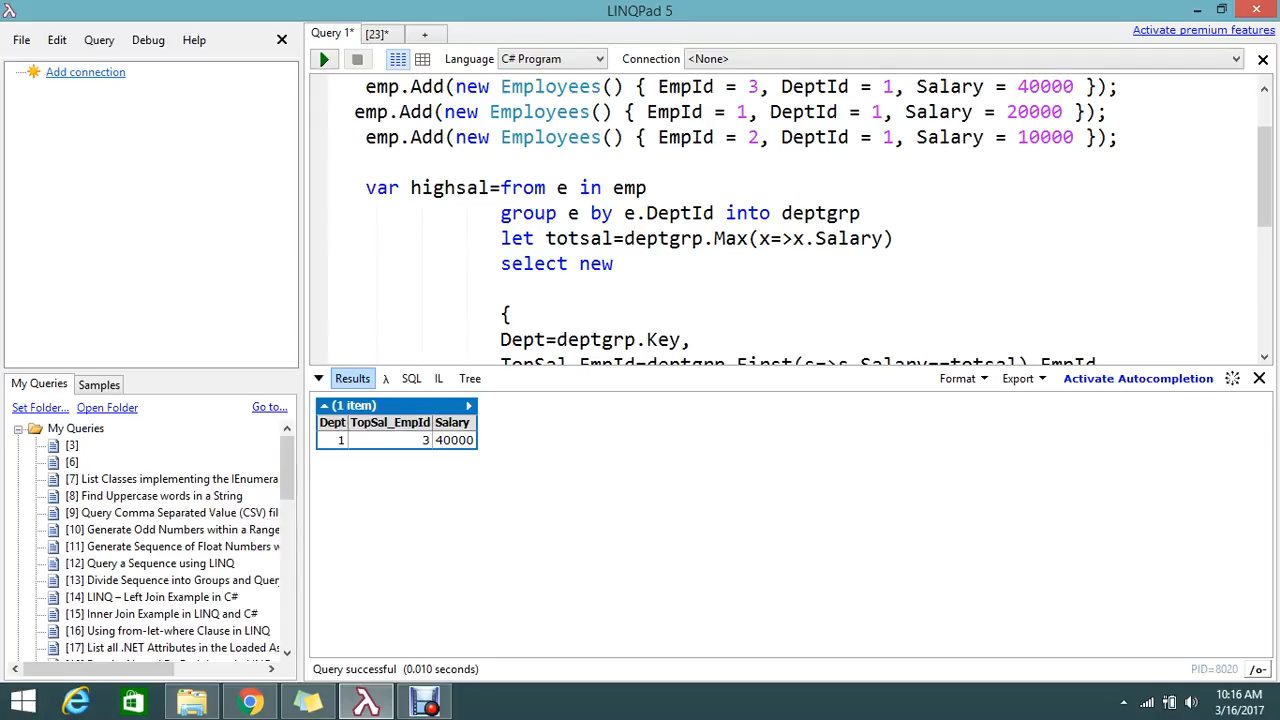 LINQPad 5
File Edit Query Debug Help
Add connection
Query 1* [23]* +
Activate premium features
Language C# Program Connection <None>
emp.Add(new Employees() { EmpId = 3, DeptId = 1, Salary = 40000 });
emp.Add(new Employees() { EmpId = 1, DeptId = 1, Salary = 20000 });
emp.Add(new Employees() { EmpId = 2, DeptId = 1, Salary = 10000 });
var highsal=from e in emp
group e by e.DeptId into deptgrp
let totsal=deptgrp.Max(x=>x.Salary)
select new
{
Dept=deptgrp.Key,
TopSal_EmpId=deptgrp.First(s=>s.Salary==totsal).EmpId
Results λ SQL IL Tree Format Export Activate Autocompletion
(1 item)
Dept TopSal_EmpId Salary
1 3 40000
My Queries Samples
Set Folder... Open Folder Go to...
My Queries
[3]
[6]
[7] List Classes implementing the IEnumera
[8] Find Uppercase words in a String
[9] Query Comma Separated Value (CSV) fil
[10] Generate Odd Numbers within a Range
[11] Generate Sequence of Float Numbers w
[12] Query a Sequence using LINQ
[13] Divide Sequence into Groups and Query
[14] LINQ – Left Join Example in C#
[15] Inner Join Example in LINQ and C#
[16] Using from-let-where Clause in LINQ
[17] List all .NET Attributes in the Loaded As
Query successful (0.010 seconds)
PID=8020 /o-
10:16 AM
3/16/2017